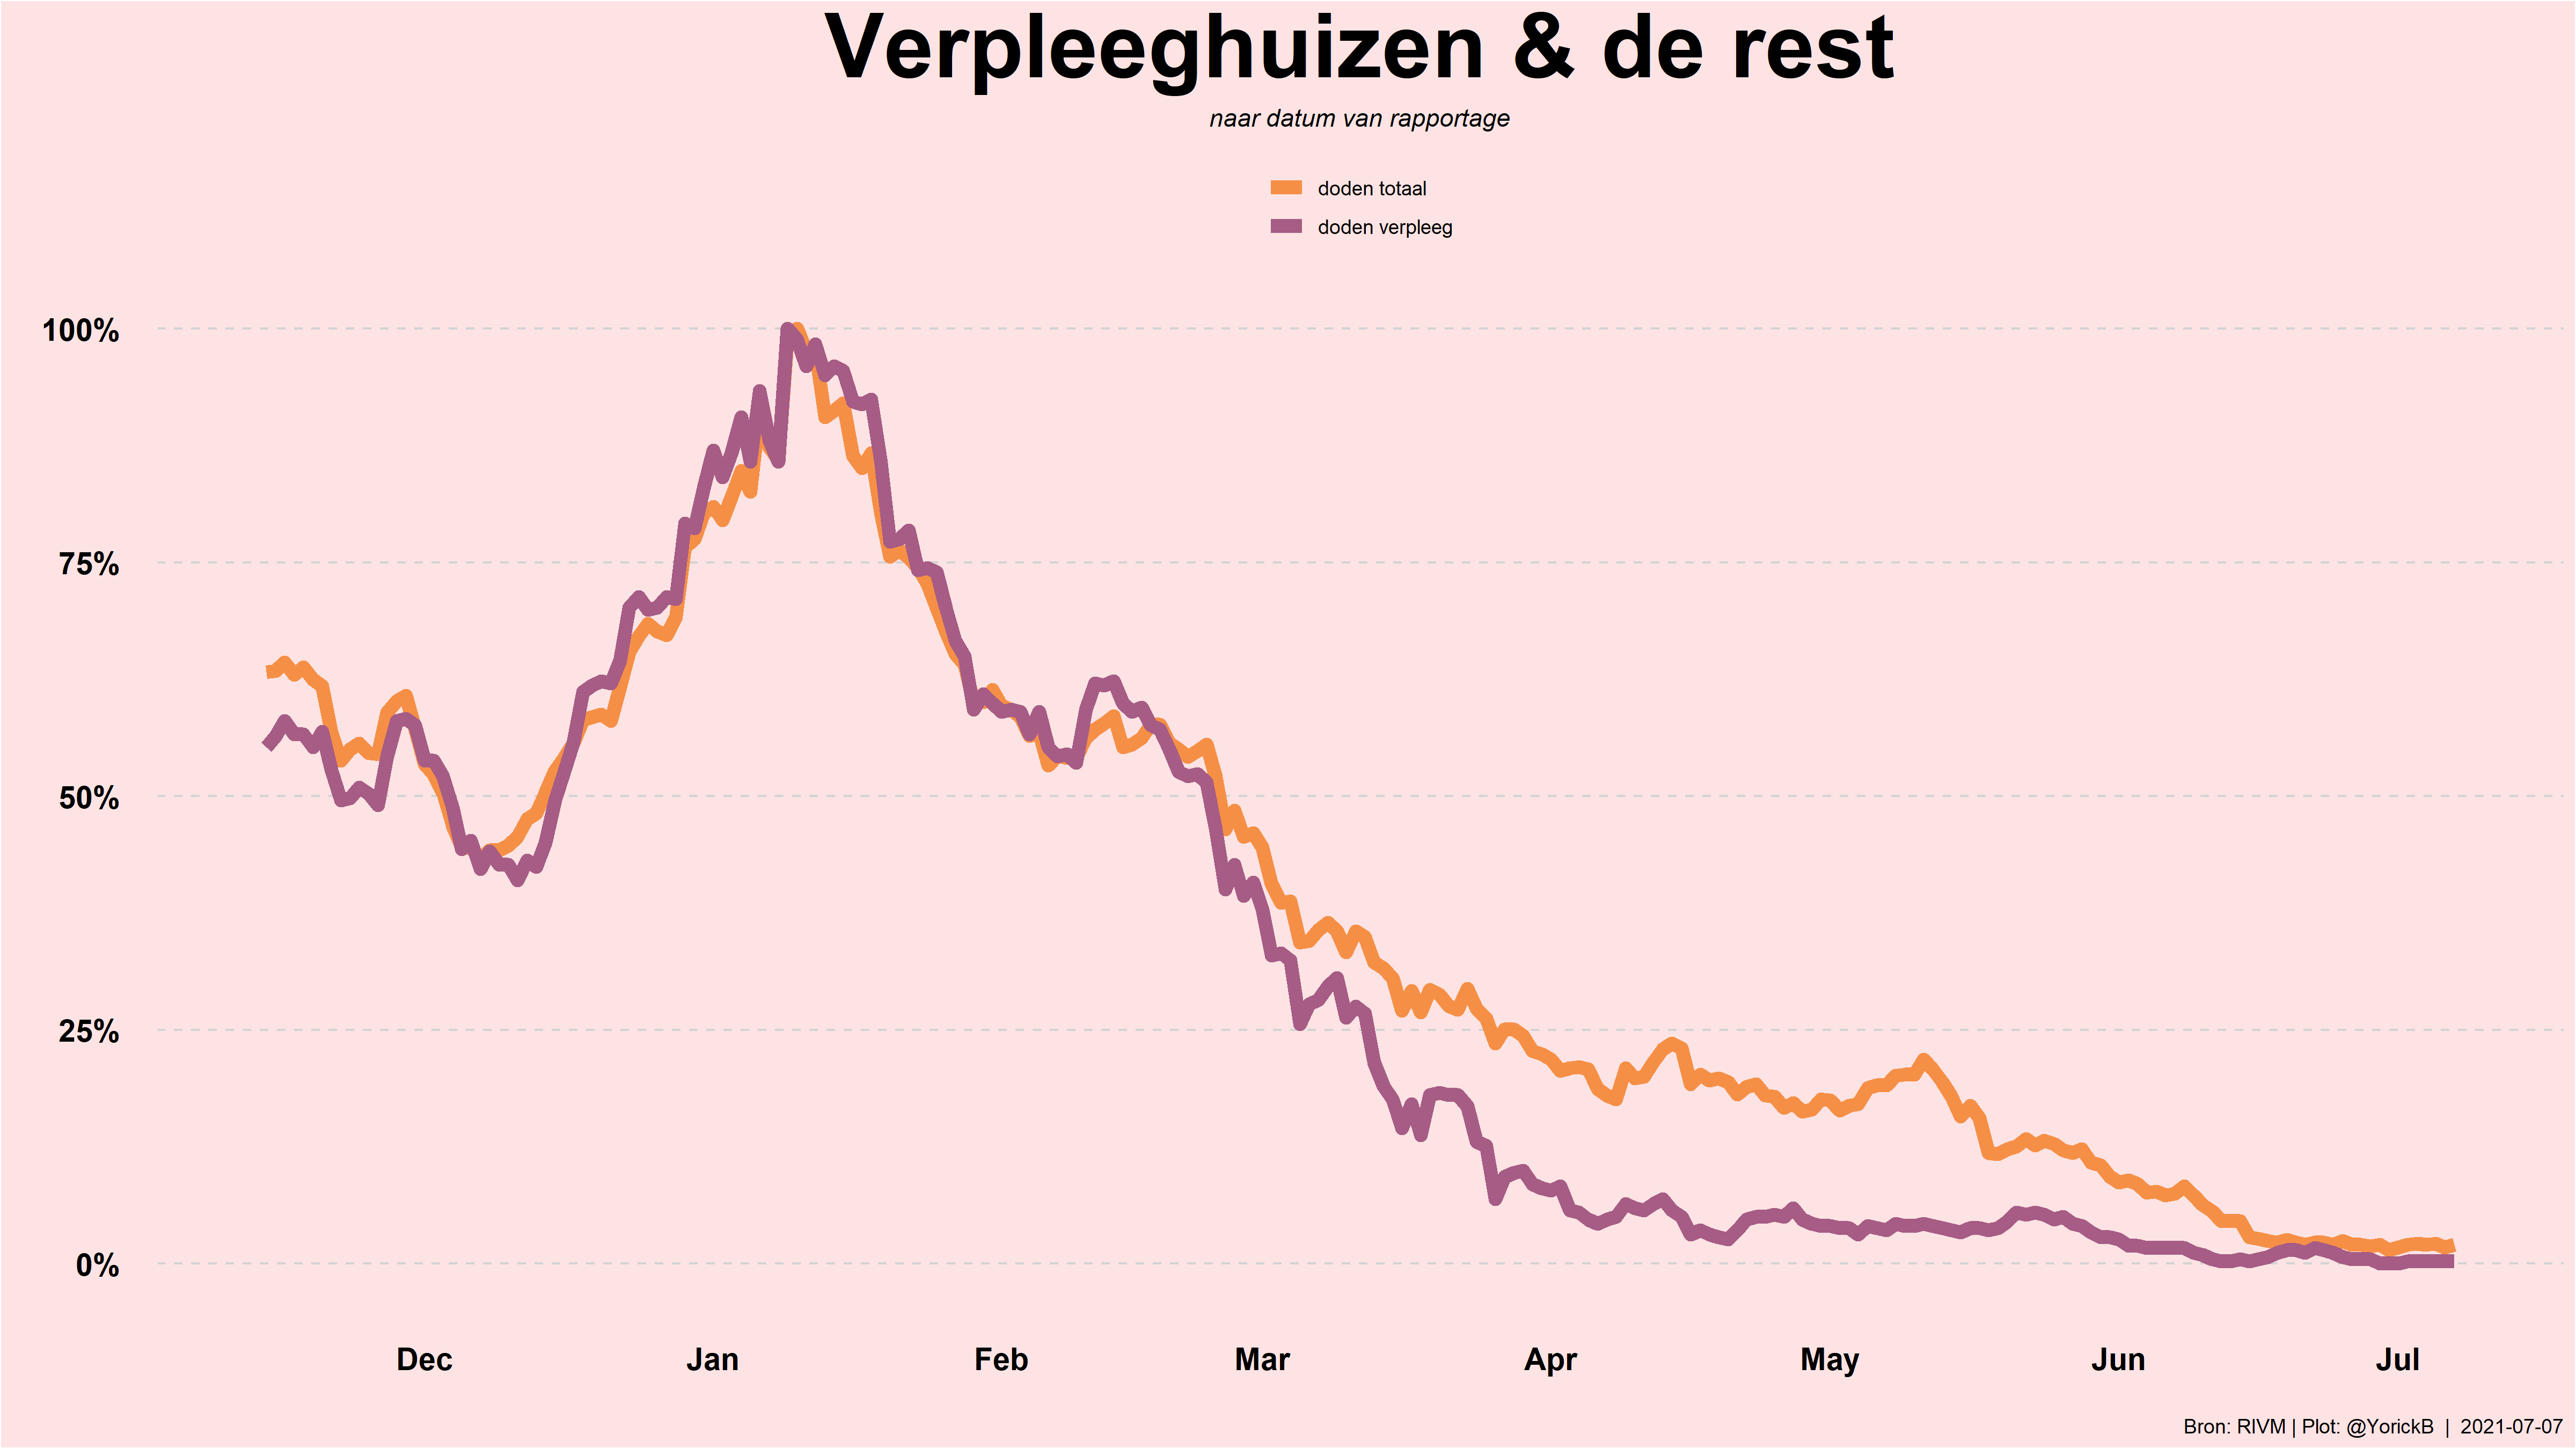 Verpleeghuizen & de rest
naar datum van rapportage
doden totaal
doden verpleeg
100%
75%
50%
25%
0%
Dec Jan Feb Mar Apr May Jun Jul
Bron: RIVM | Plot: @YorickB | 2021-07-07